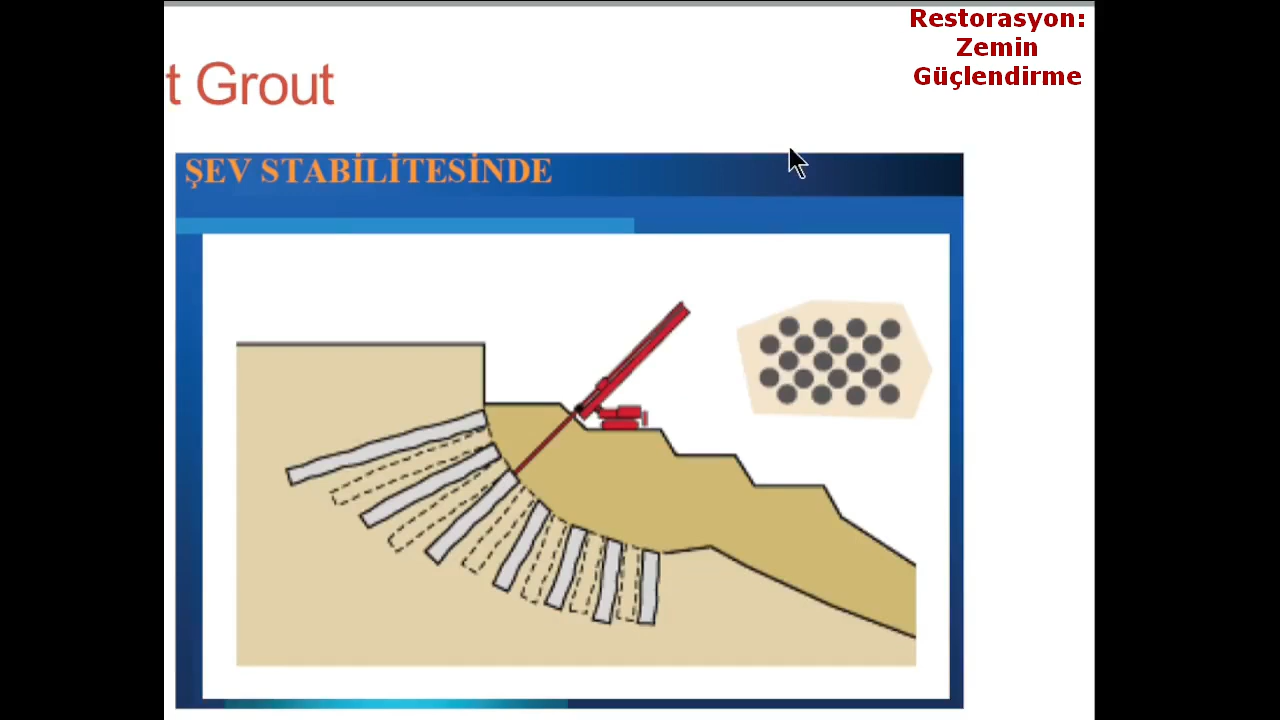 Restorasyon:
Zemin
Güçlendirme
t Grout
ŞEV STABİLİTESİNDE